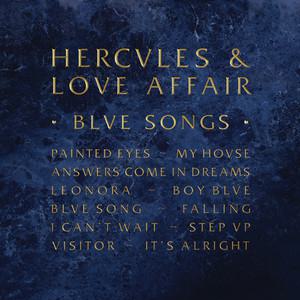 HERCVLES &
LOVE AFFAIR
• BLVE SONGS •
PAINTED EYES ~ MY HOVSE
ANSWERS COME IN DREAMS
LEONORA ~ BOY BLVE
BLVE SONG ~ FALLING
I CAN'T WAIT ~ STEP VP
VISITOR ~ IT'S ALRIGHT